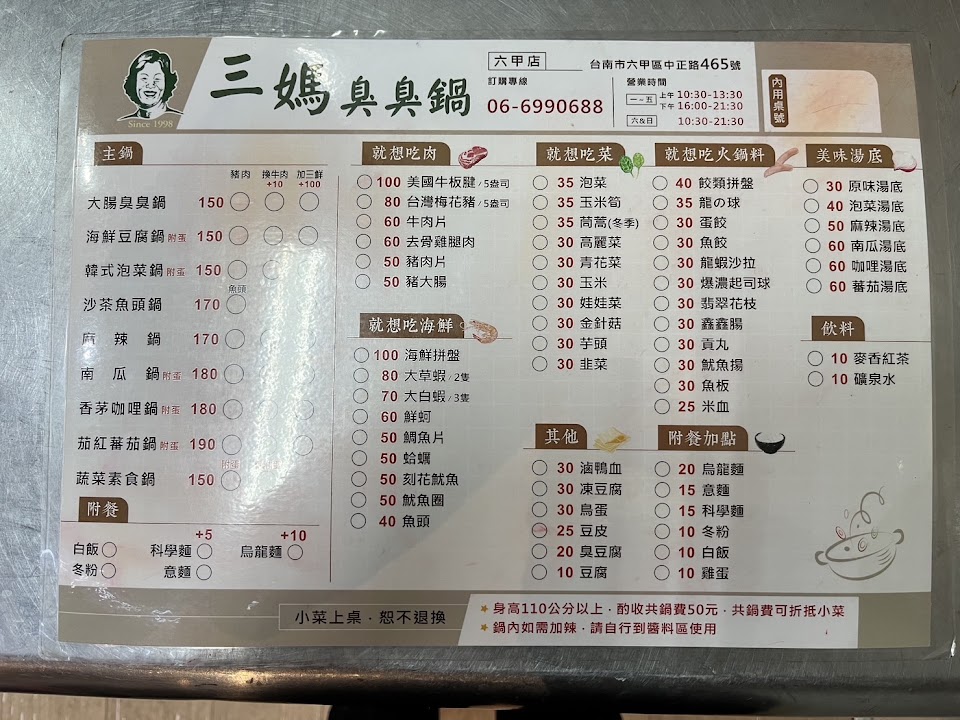 三媽臭臭鍋
Since 1998
六甲店
台南市六甲區中正路465號
訂購專線
06-6990688
營業時間
一~五 上午 10:30-13:30
下午 16:00-21:30
六&日 10:30-21:30
內用桌號
主鍋
豬肉 換牛肉+10 加三鮮+100
大腸臭臭鍋 150
海鮮豆腐鍋附蛋 150
韓式泡菜鍋附蛋 150
魚頭
沙茶魚頭鍋 170
麻辣鍋 170
南瓜鍋附蛋 180
香茅咖哩鍋附蛋 180
茄紅蕃茄鍋附蛋 190
附蛋
蔬菜素食鍋 150
附餐
+5 +10
白飯 科學麵 烏龍麵
冬粉 意麵
就想吃肉
100 美國牛板腱/5盎司
80 台灣梅花豬/5盎司
60 牛肉片
60 去骨雞腿肉
50 豬肉片
50 豬大腸
就想吃海鮮
100 海鮮拼盤
80 大草蝦/2隻
70 大白蝦/3隻
60 鮮蚵
50 鯛魚片
50 蛤蠣
50 刻花魷魚
50 魷魚圈
40 魚頭
就想吃菜
35 泡菜
35 玉米筍
35 茼蒿(冬季)
30 高麗菜
30 青花菜
30 玉米
30 娃娃菜
30 金針菇
30 芋頭
30 韭菜
其他
30 滷鴨血
30 凍豆腐
30 鳥蛋
25 豆皮
20 臭豆腐
10 豆腐
就想吃火鍋料
40 餃類拼盤
35 龍の球
30 蛋餃
30 魚餃
30 龍蝦沙拉
30 爆濃起司球
30 翡翠花枝
30 鑫鑫腸
30 貢丸
30 魷魚揚
30 魚板
25 米血
附餐加點
20 烏龍麵
15 意麵
15 科學麵
10 冬粉
10 白飯
10 雞蛋
美味湯底
30 原味湯底
40 泡菜湯底
50 麻辣湯底
60 南瓜湯底
60 咖哩湯底
60 蕃茄湯底
飲料
10 麥香紅茶
10 礦泉水
小菜上桌．恕不退換
★身高110公分以上．酌收共鍋費50元．共鍋費可折抵小菜
★鍋內如需加辣．請自行到醬料區使用